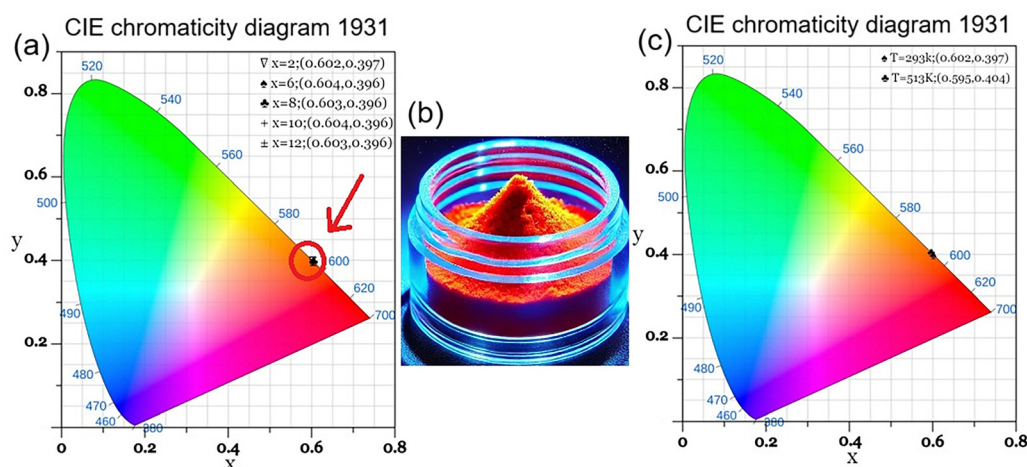 CIE chromaticity diagram 1931
(a)
∇ x=2;(0.602,0.397)
♠ x=6;(0.604,0.396)
♣ x=8;(0.603,0.396)
+ x=10;(0.604,0.396)
± x=12;(0.603,0.396)
520
540
560
580
600
620
700
500
490
480
470
460
380
0.8
0.6
0.4
0.2
y
0
0.2
0.4
0.6
0.8
x
(b)
CIE chromaticity diagram 1931
(c)
♠ T=293k;(0.602,0.397)
♣ T=513K;(0.595,0.404)
520
540
560
580
600
620
700
500
490
480
470
460
380
0.8
0.6
0.4
0.2
y
0
0.2
0.4
0.6
0.8
x